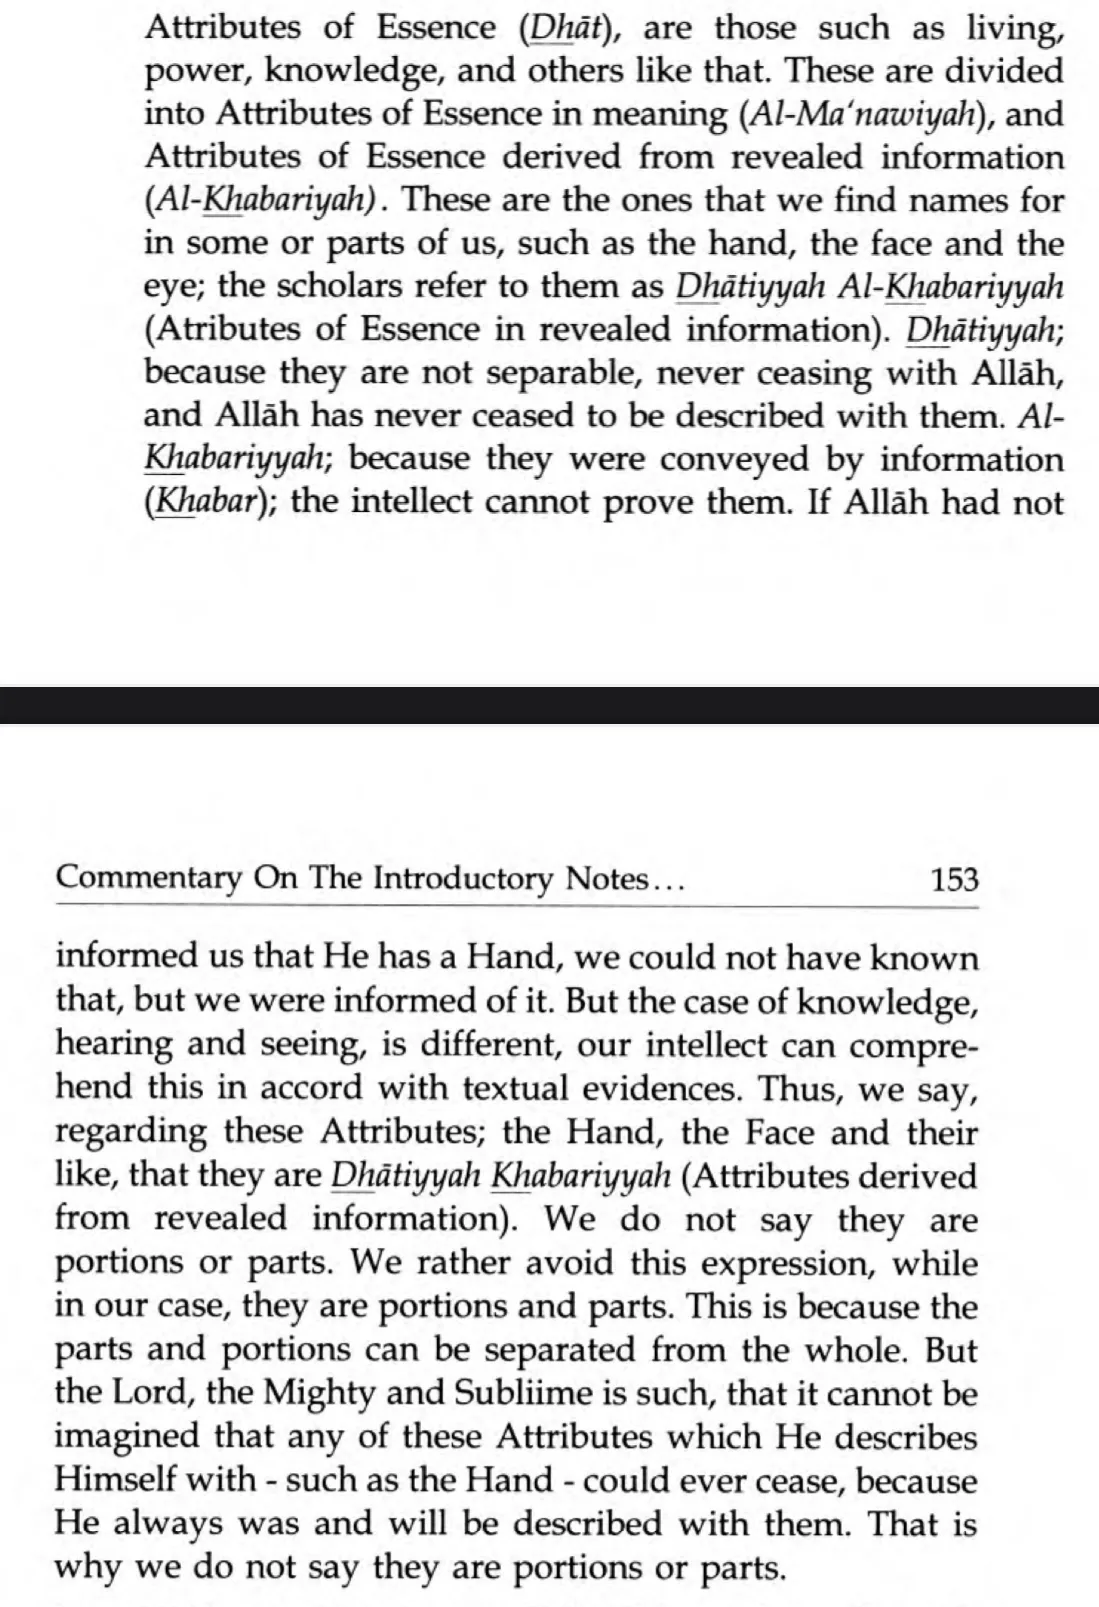 Attributes of Essence (Dhāt), are those such as living,
power, knowledge, and others like that. These are divided
into Attributes of Essence in meaning (Al-Ma'nawiyah), and
Attributes of Essence derived from revealed information
(Al-Khabariyah). These are the ones that we find names for
in some or parts of us, such as the hand, the face and the
eye; the scholars refer to them as Dhātiyyah Al-Khabariyyah
(Atributes of Essence in revealed information). Dhātiyyah;
because they are not separable, never ceasing with Allāh,
and Allāh has never ceased to be described with them. Al-
Khabariyyah; because they were conveyed by information
(Khabar); the intellect cannot prove them. If Allāh had not
Commentary On The Introductory Notes... 153
informed us that He has a Hand, we could not have known
that, but we were informed of it. But the case of knowledge,
hearing and seeing, is different, our intellect can compre-
hend this in accord with textual evidences. Thus, we say,
regarding these Attributes; the Hand, the Face and their
like, that they are Dhātiyyah Khabariyyah (Attributes derived
from revealed information). We do not say they are
portions or parts. We rather avoid this expression, while
in our case, they are portions and parts. This is because the
parts and portions can be separated from the whole. But
the Lord, the Mighty and Subliime is such, that it cannot be
imagined that any of these Attributes which He describes
Himself with - such as the Hand - could ever cease, because
He always was and will be described with them. That is
why we do not say they are portions or parts.